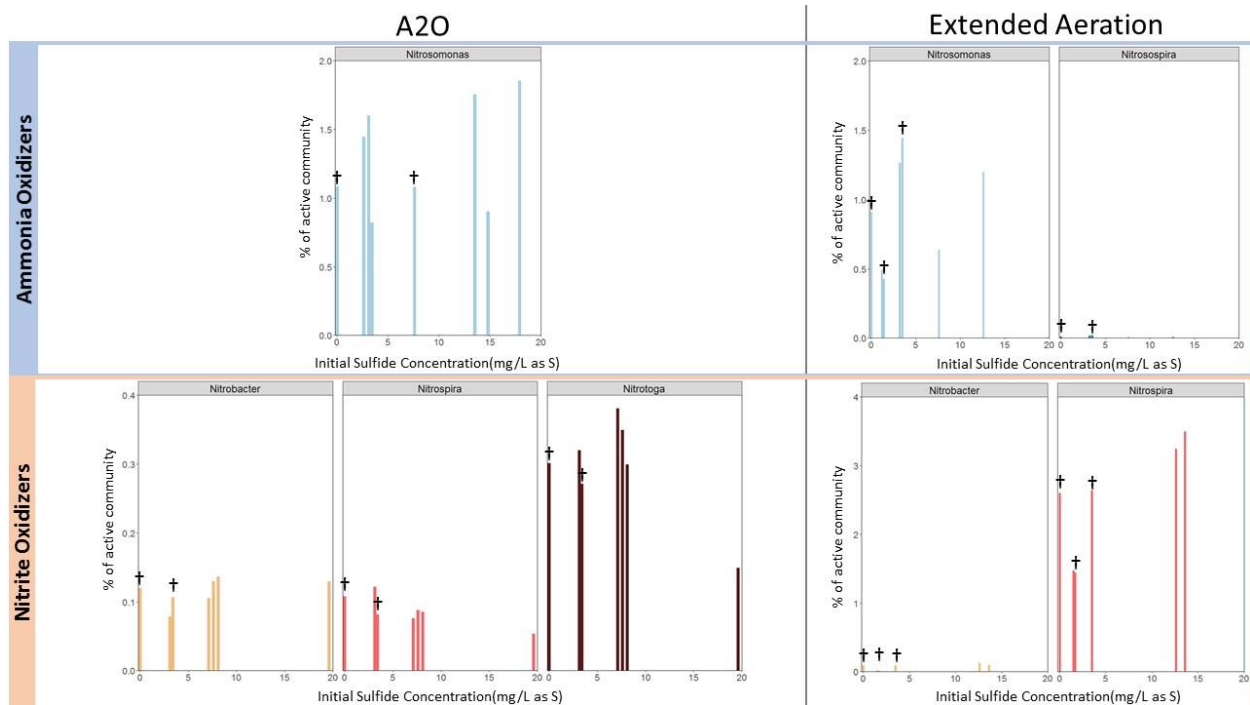 A2O
Extended Aeration
Ammonia Oxidizers
Nitrosomonas
% of active community
2.0
1.5
1.0
0.5
0.0
† †
0 5 10 15 20
Initial Sulfide Concentration(mg/L as S)
Nitrosomonas Nitrosospira
% of active community
2.0
1.5
1.0
0.5
0.0
† † † † †
0 5 10 15 20 0 5 10 15 20
Initial Sulfide Concentration(mg/L as S)
Nitrite Oxidizers
Nitrobacter Nitrospira Nitrotoga
% of active community
0.4
0.3
0.2
0.1
0.0
† † † † † †
0 5 10 15 20 0 5 10 15 20 0 5 10 15 20
Initial Sulfide Concentration(mg/L as S)
Nitrobacter Nitrospira
% of active community
4
3
2
1
0
† † † † † †
0 5 10 15 20 0 5 10 15 20
Initial Sulfide Concentration(mg/L as S)